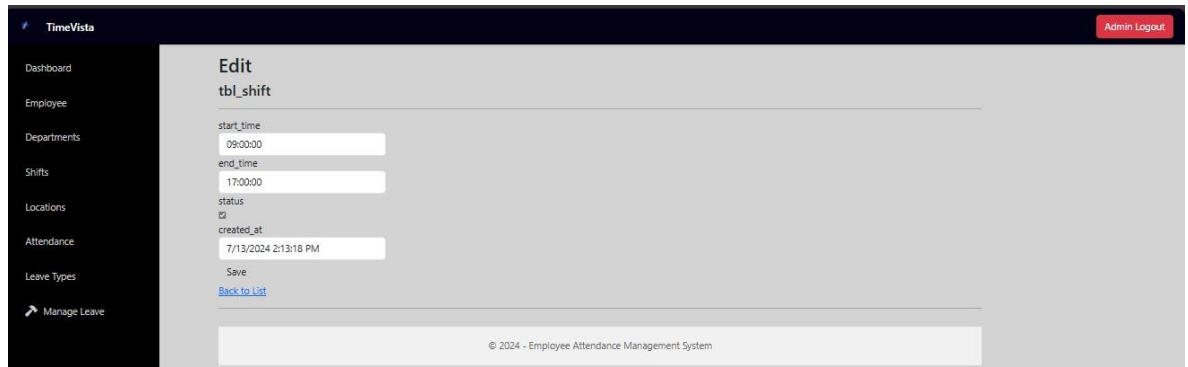 TimeVista
Admin Logout
Dashboard
Employee
Departments
Shifts
Locations
Attendance
Leave Types
Manage Leave
Edit
tbl_shift
start_time
09:00:00
end_time
17:00:00
status
created_at
7/13/2024 2:13:18 PM
Save
Back to List
© 2024 - Employee Attendance Management System